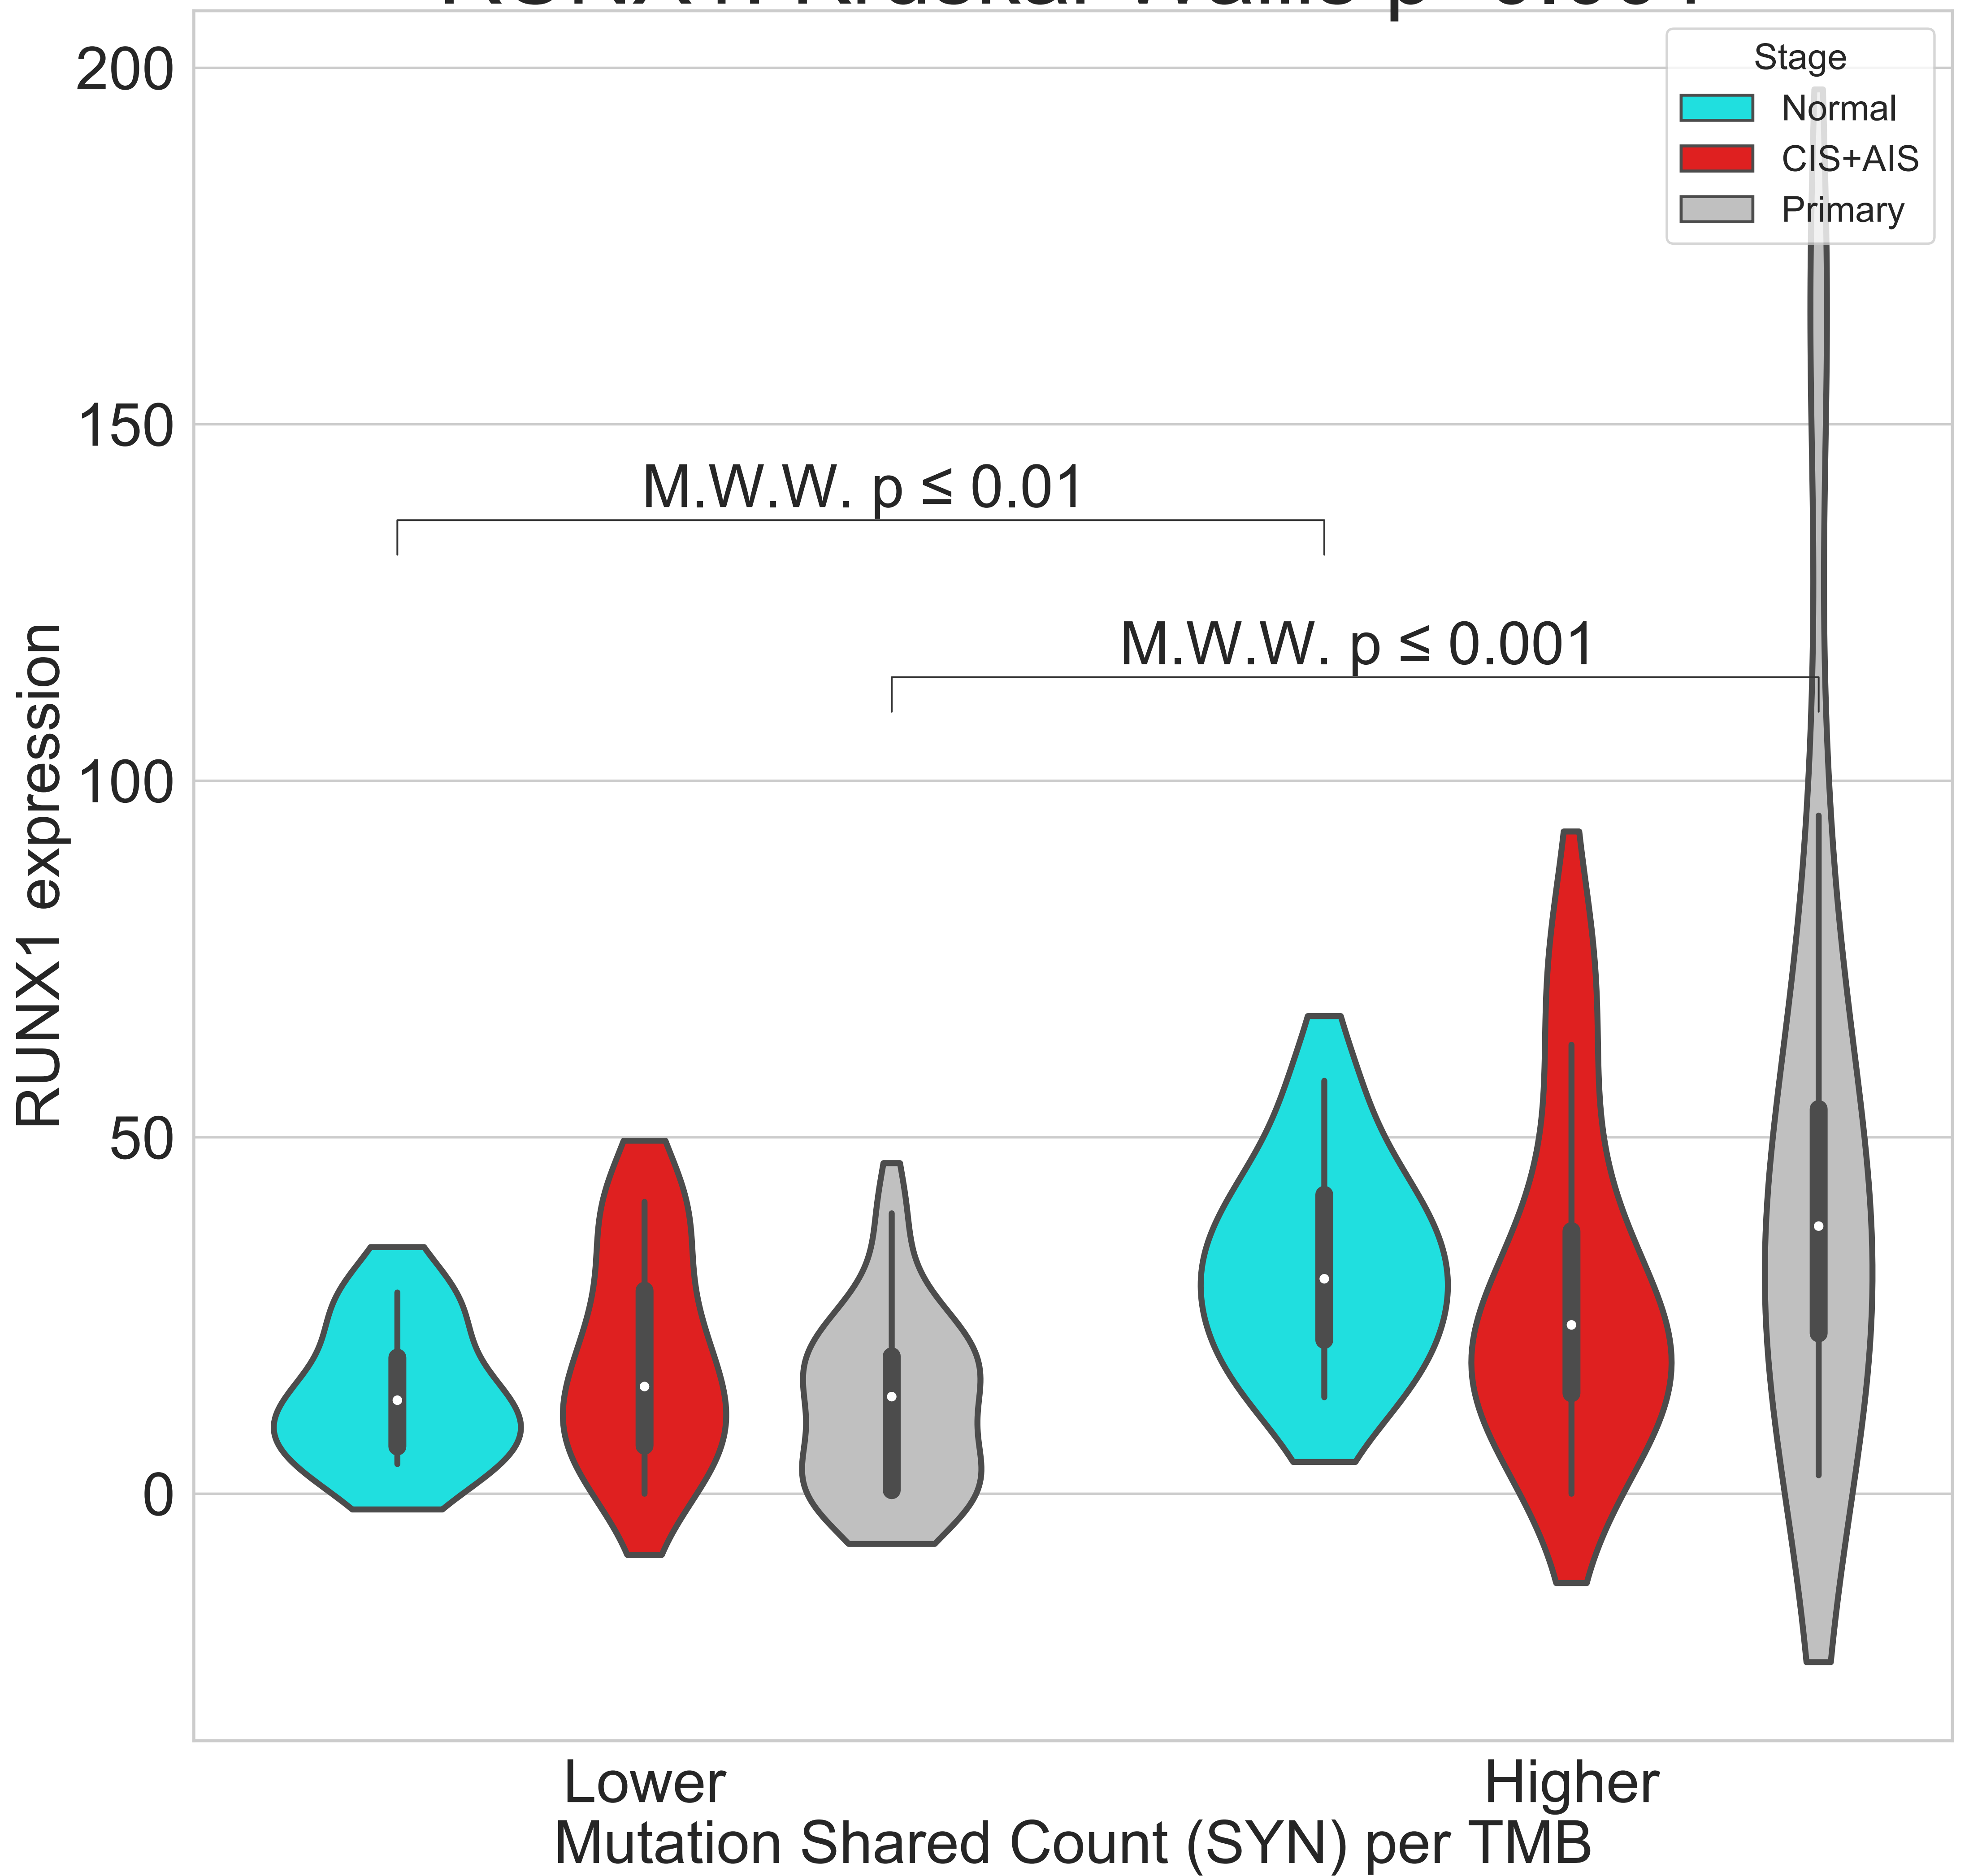 200
150
100
50
0
RUNX1 expression
Stage
Normal
CIS+AIS
Primary
M.W.W. p ≤ 0.01
M.W.W. p ≤ 0.001
Lower
Higher
Mutation Shared Count (SYN) per TMB